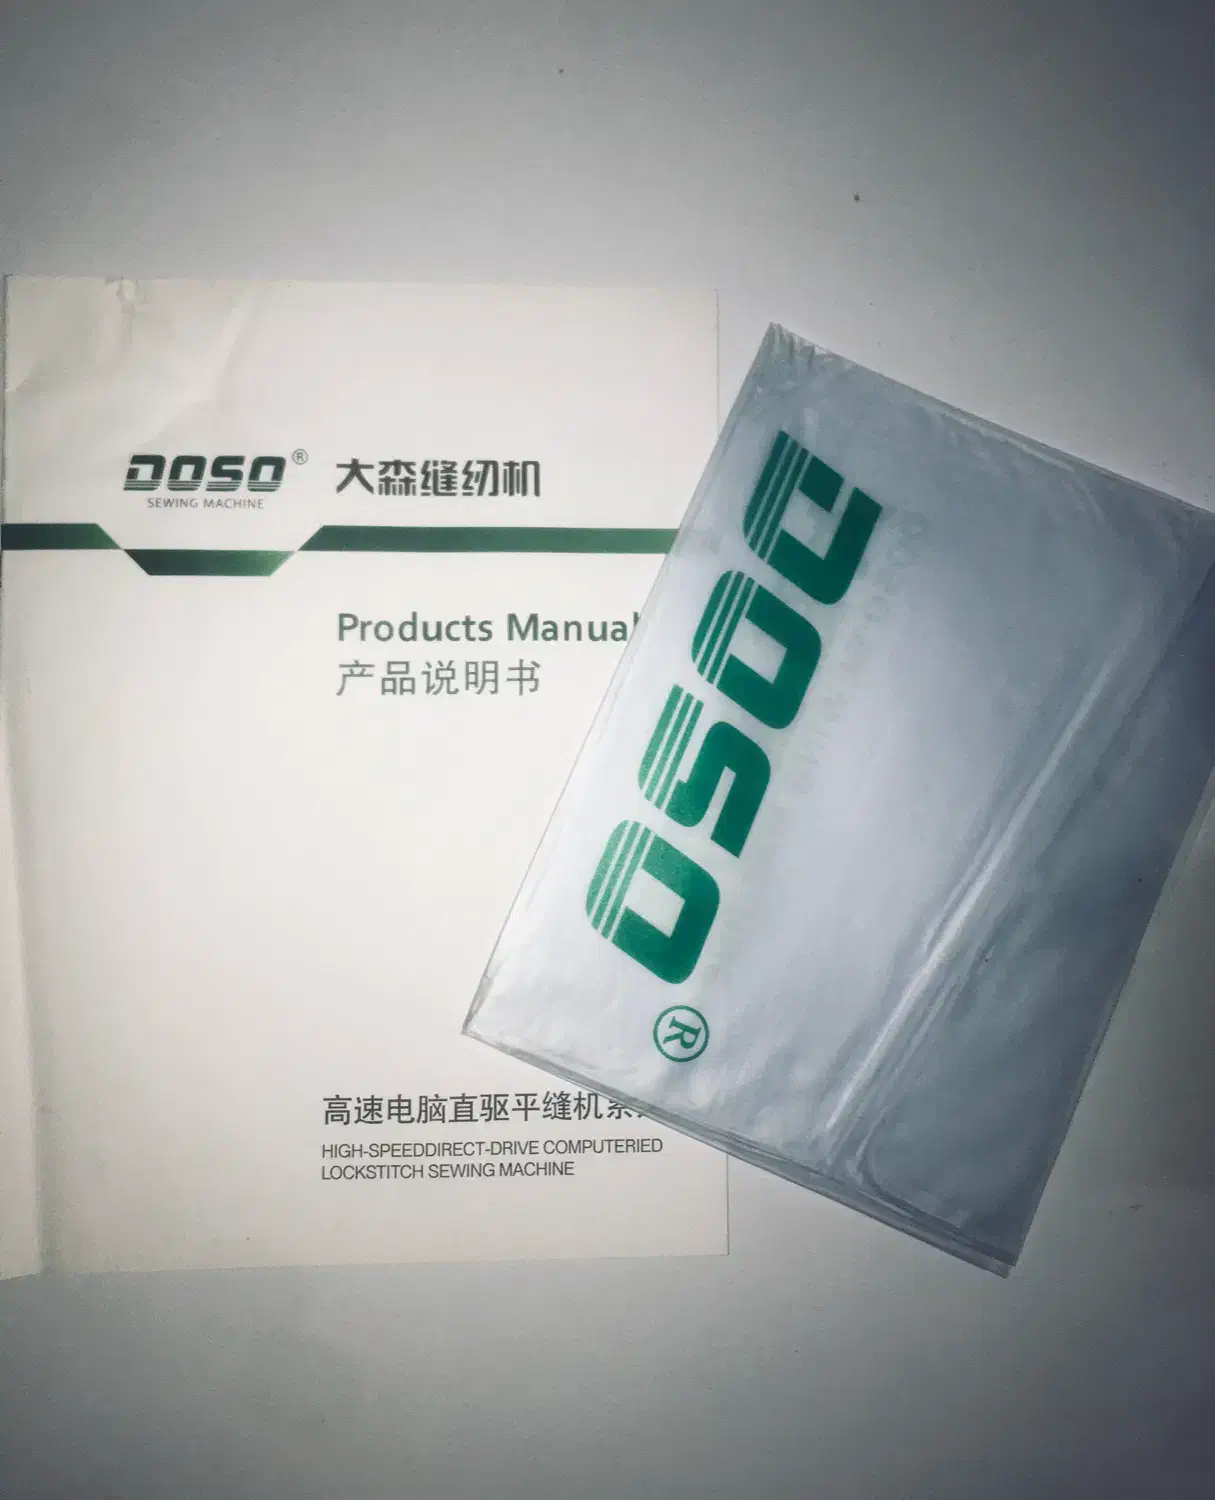 DOSO®
SEWING MACHINE
大森缝纫机
Products Manual
产品说明书
高速电脑直驱平缝机系
HIGH-SPEEDDIRECT-DRIVE COMPUTERIED
LOCKSTITCH SEWING MACHINE
DOSO®